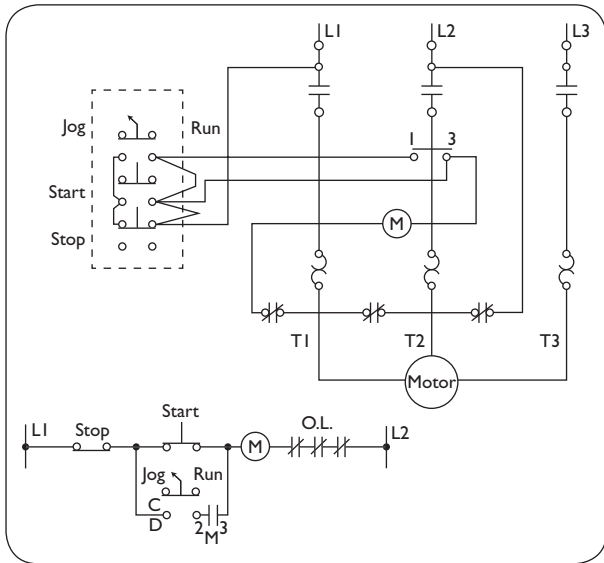 L1 L2 L3
Jog Run
1 3
Start
M
Stop
T1 T2 T3
Motor
Start
L1 Stop O.L. L2
M
Jog Run
C
D 2 M 3